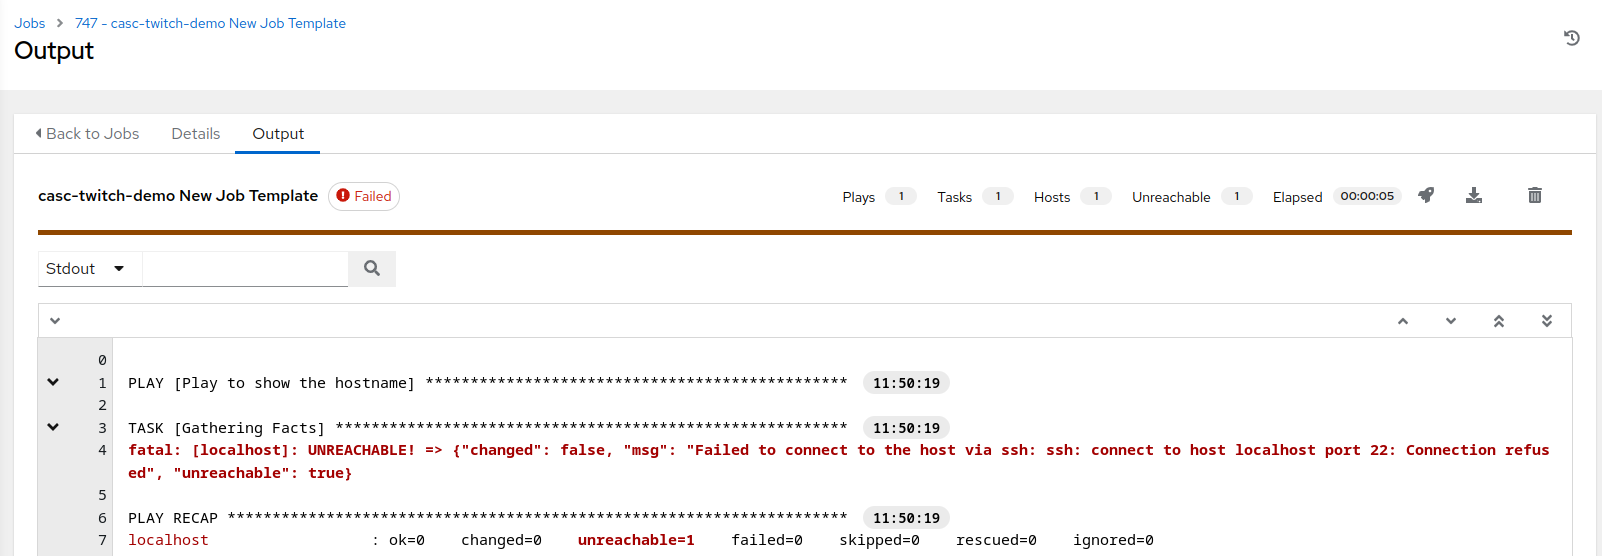 Jobs > 747 - casc-twitch-demo New Job Template
Output
Back to Jobs Details Output
casc-twitch-demo New Job Template Failed Plays 1 Tasks 1 Hosts 1 Unreachable 1 Elapsed 00:00:05
Stdout
0
1 PLAY [Play to show the hostname] *********************************************** 11:50:19
2
3 TASK [Gathering Facts] ********************************************************* 11:50:19
4 fatal: [localhost]: UNREACHABLE! => {"changed": false, "msg": "Failed to connect to the host via ssh: ssh: connect to host localhost port 22: Connection refus
ed", "unreachable": true}
5
6 PLAY RECAP ********************************************************************* 11:50:19
7 localhost : ok=0 changed=0 unreachable=1 failed=0 skipped=0 rescued=0 ignored=0